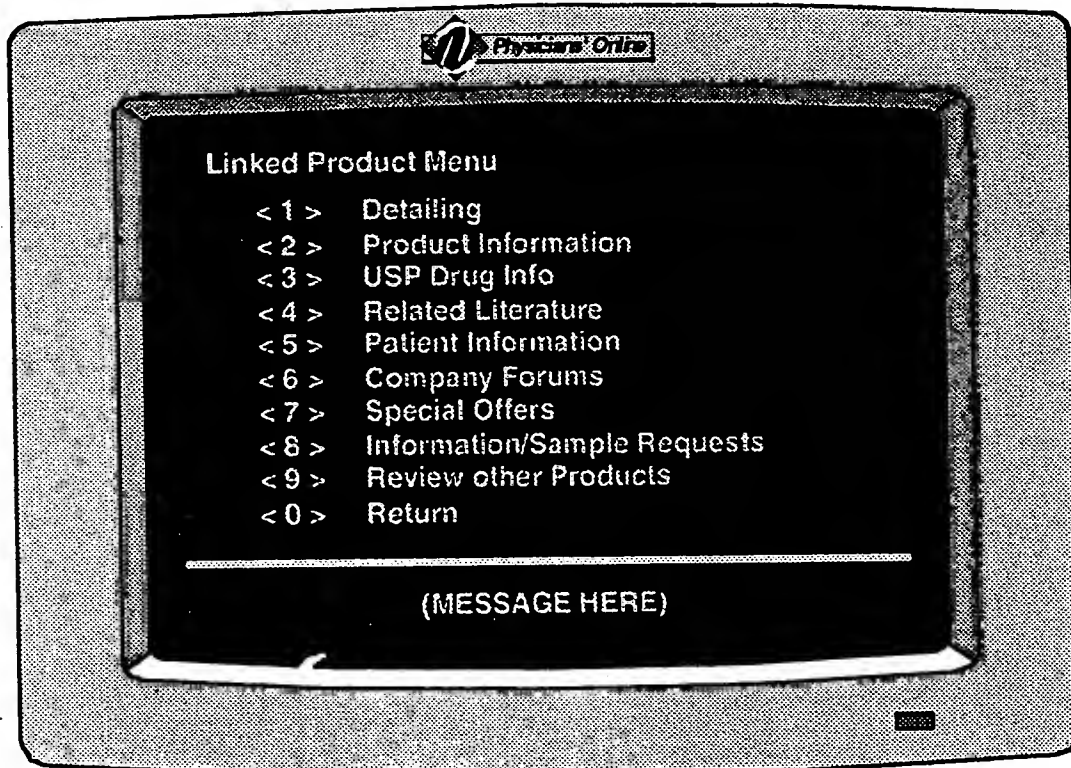 Physicians' Online
Linked Product Menu
< 1 > Detailing
< 2 > Product Information
< 3 > USP Drug Info
< 4 > Related Literature
< 5 > Patient Information
< 6 > Company Forums
< 7 > Special Offers
< 8 > Information/Sample Requests
< 9 > Review other Products
< 0 > Return
(MESSAGE HERE)